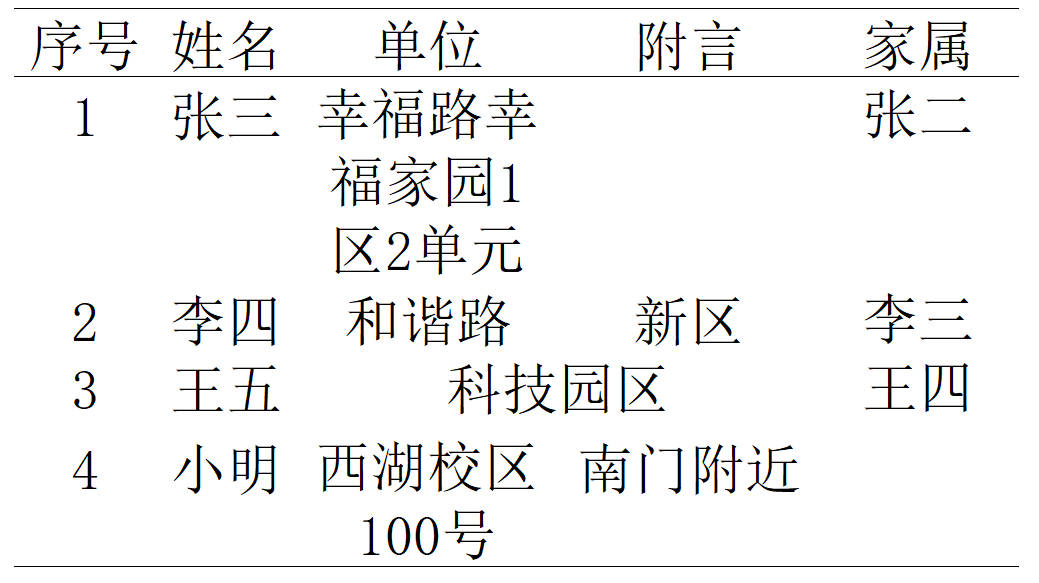 序号 姓名 单位 附言 家属
1 张三 幸福路幸 张二
福家园1
区2单元
2 李四 和谐路 新区 李三
3 王五 科技园区 王四
4 小明 西湖校区 南门附近
100号